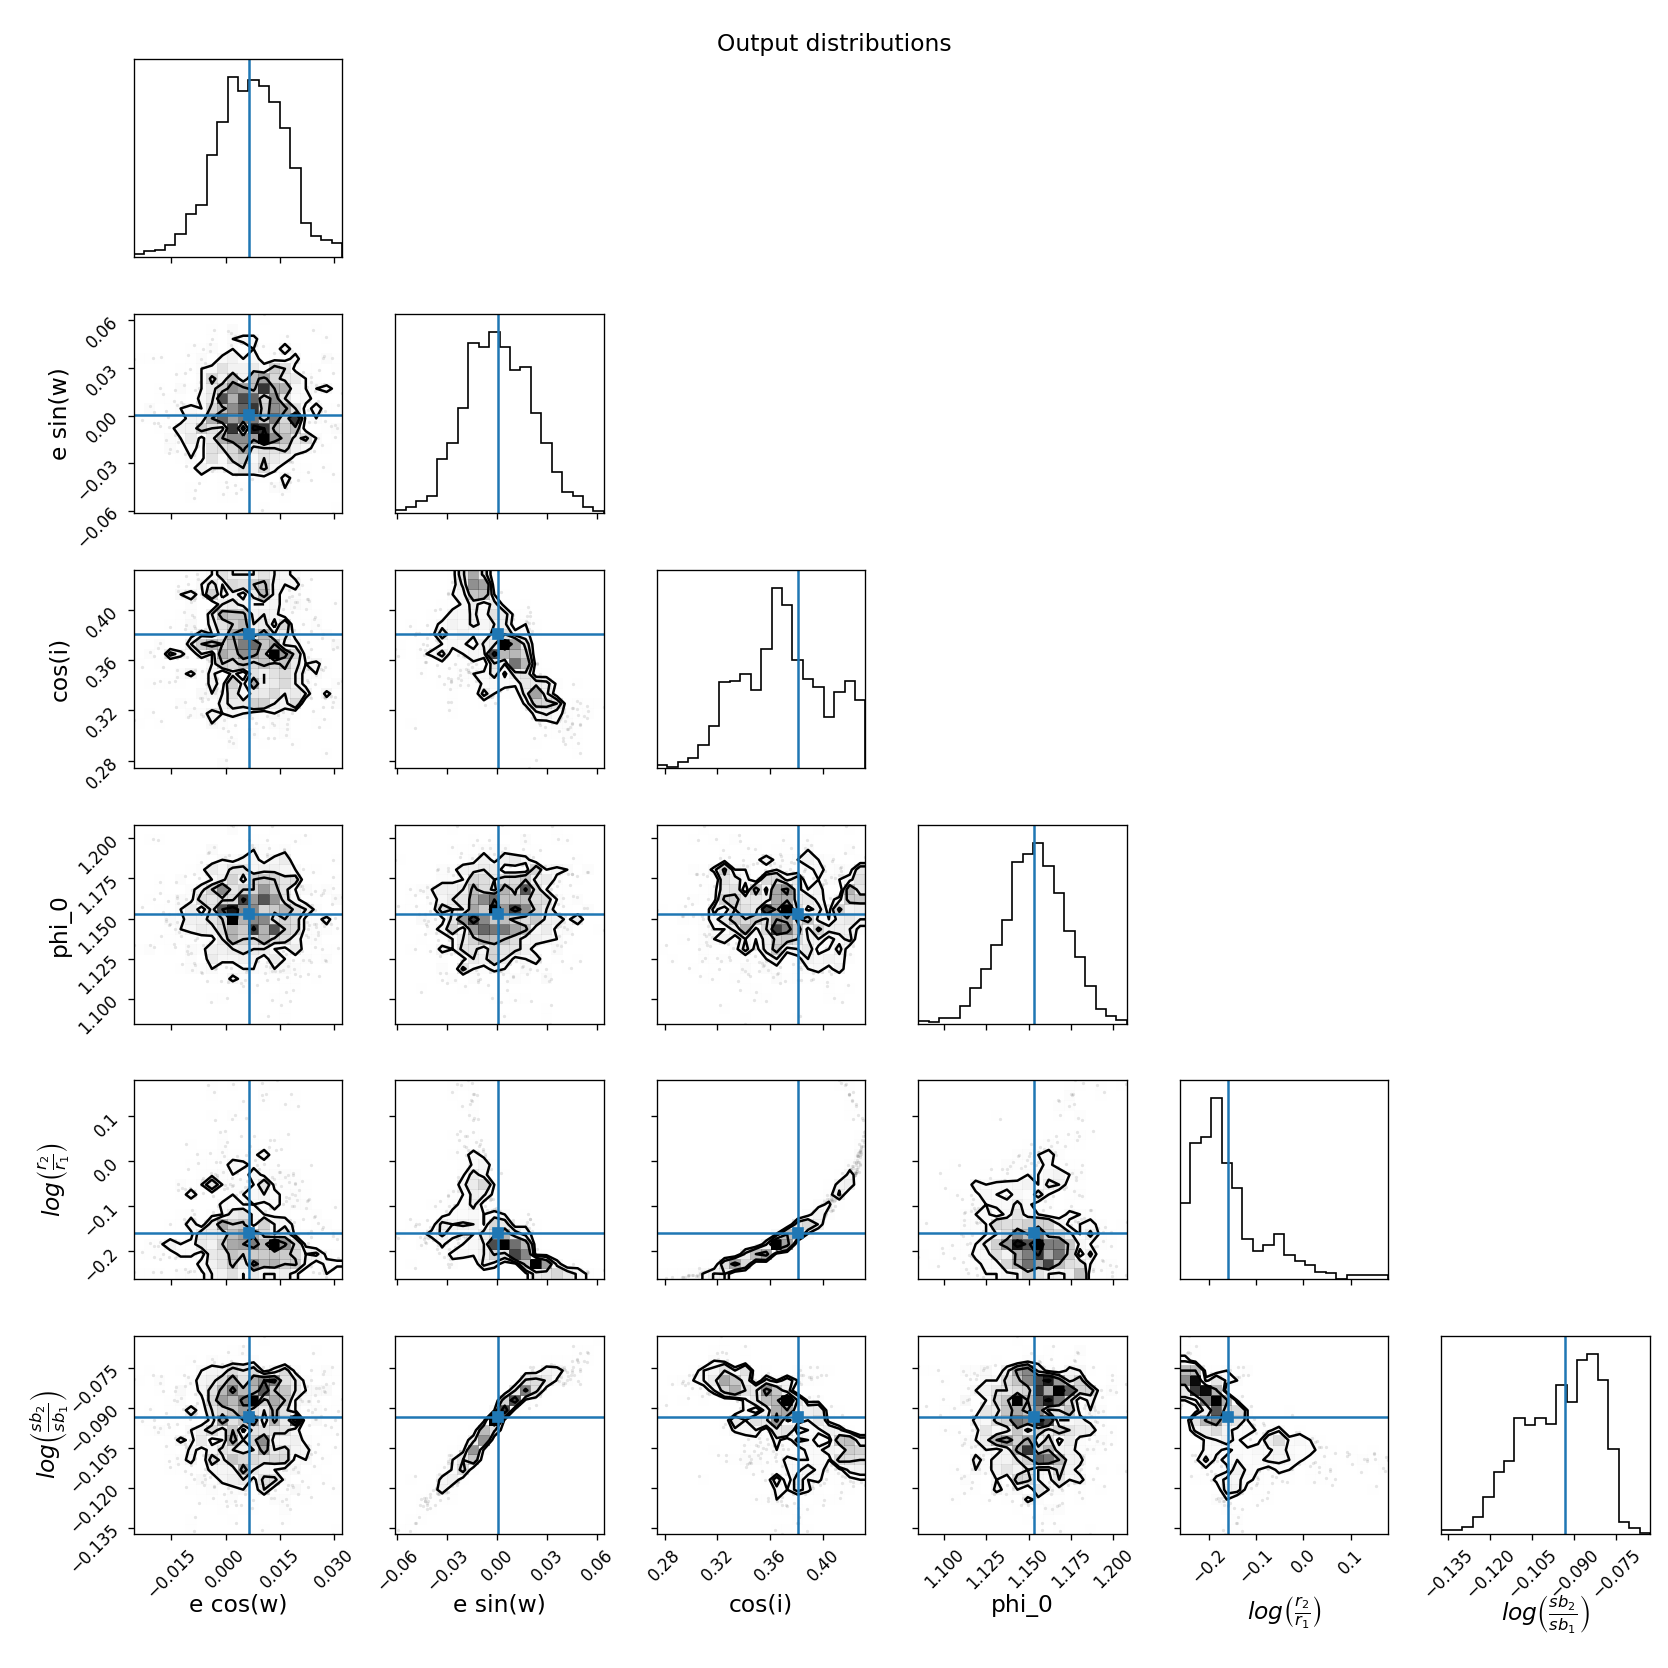 Output distributions
e sin(w)
0.06
0.03
0.00
−0.03
−0.06
cos(i)
0.40
0.36
0.32
0.28
phi_0
1.200
1.175
1.150
1.125
1.100
log(r₂/r₁)
0.1
0.0
−0.1
−0.2
log(sb₂/sb₁)
−0.075
−0.090
−0.105
−0.120
−0.135
−0.015 0.000 0.015 0.030
−0.06 −0.03 0.00 0.03 0.06
0.28 0.32 0.36 0.40
1.100 1.125 1.150 1.175 1.200
−0.2 −0.1 0.0 0.1
−0.135 −0.120 −0.105 −0.090 −0.075
e cos(w) e sin(w) cos(i) phi_0 log(r₂/r₁) log(sb₂/sb₁)